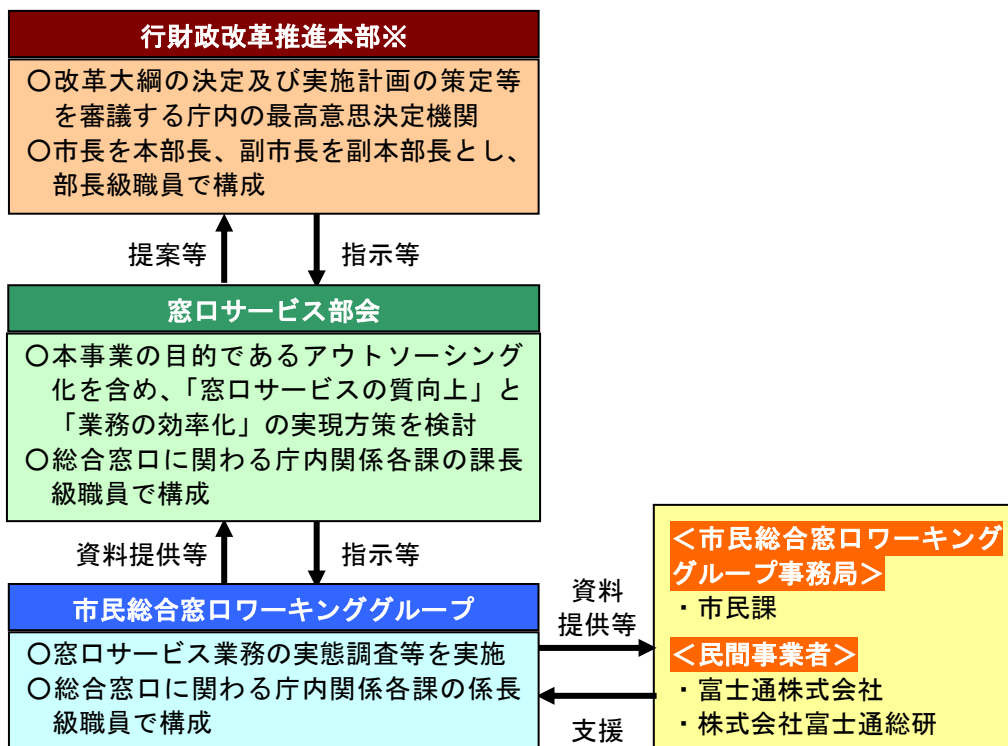 行財政改革推進本部※
〇改革大綱の決定及び実施計画の策定等
を審議する庁内の最高意思決定機関
〇市長を本部長、副市長を副本部長とし、
部長級職員で構成
提案等
指示等
窓口サービス部会
〇本事業の目的であるアウトソーシング
化を含め、「窓口サービスの質向上」と
「業務の効率化」の実現方策を検討
〇総合窓口に関わる庁内関係各課の課長
級職員で構成
資料提供等
指示等
市民総合窓口ワーキンググループ
〇窓口サービス業務の実態調査等を実施
〇総合窓口に関わる庁内関係各課の係長
級職員で構成
資料
提供等
支援
＜市民総合窓口ワーキング
グループ事務局＞
・市民課
＜民間事業者＞
・富士通株式会社
・株式会社富士通総研